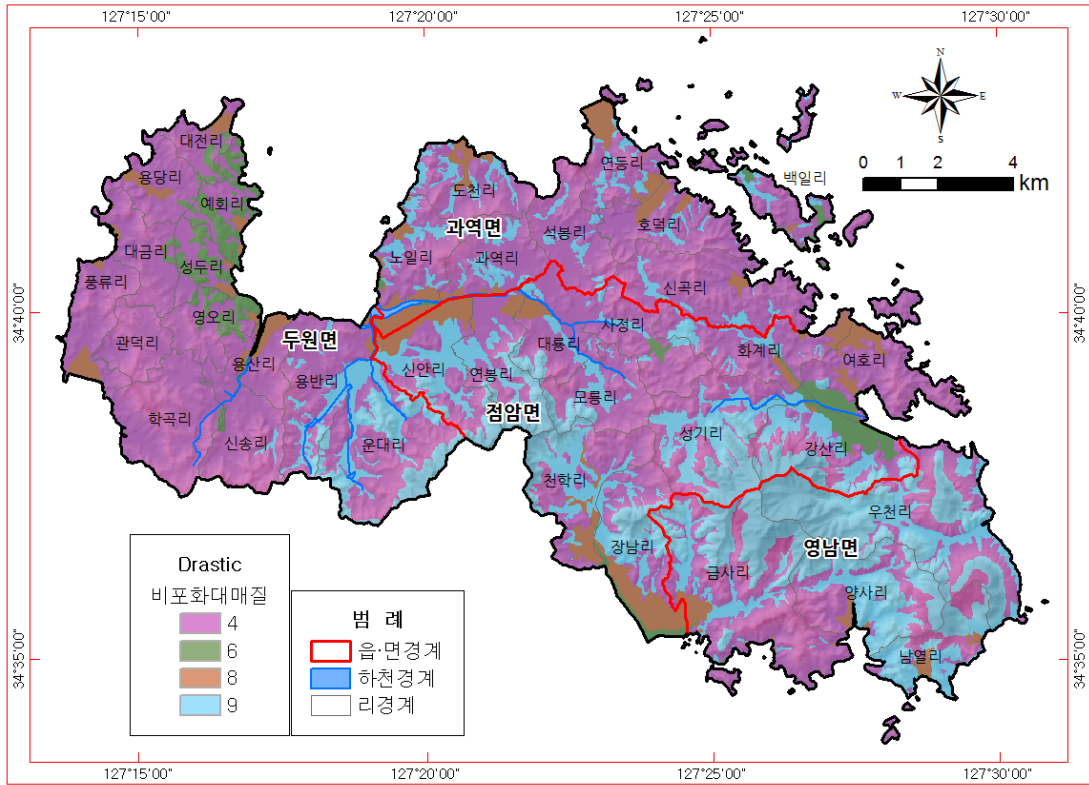 127°15'00"
127°20'00"
127°25'00"
127°30'00"
N
W
E
S
0 1 2 4
km
34°40'00"
34°40'00"
34°35'00"
34°35'00"
대전리
용당리
예회리
대금리
성두리
풍류리
영오리
관덕리
용산리
학곡리
신송리
두원면
용반리
운대리
도천리
연등리
백일리
과역면
석봉리
호덕리
노일리
과역리
신곡리
사정리
대룡리
화계리
여호리
신안리
연봉리
점암면
모룡리
성기리
강산리
천학리
우천리
장남리
영남면
금사리
양사리
남열리
Drastic
비포화대매질
4
6
8
9
범 례
읍·면경계
하천경계
리경계
127°15'00"
127°20'00"
127°25'00"
127°30'00"